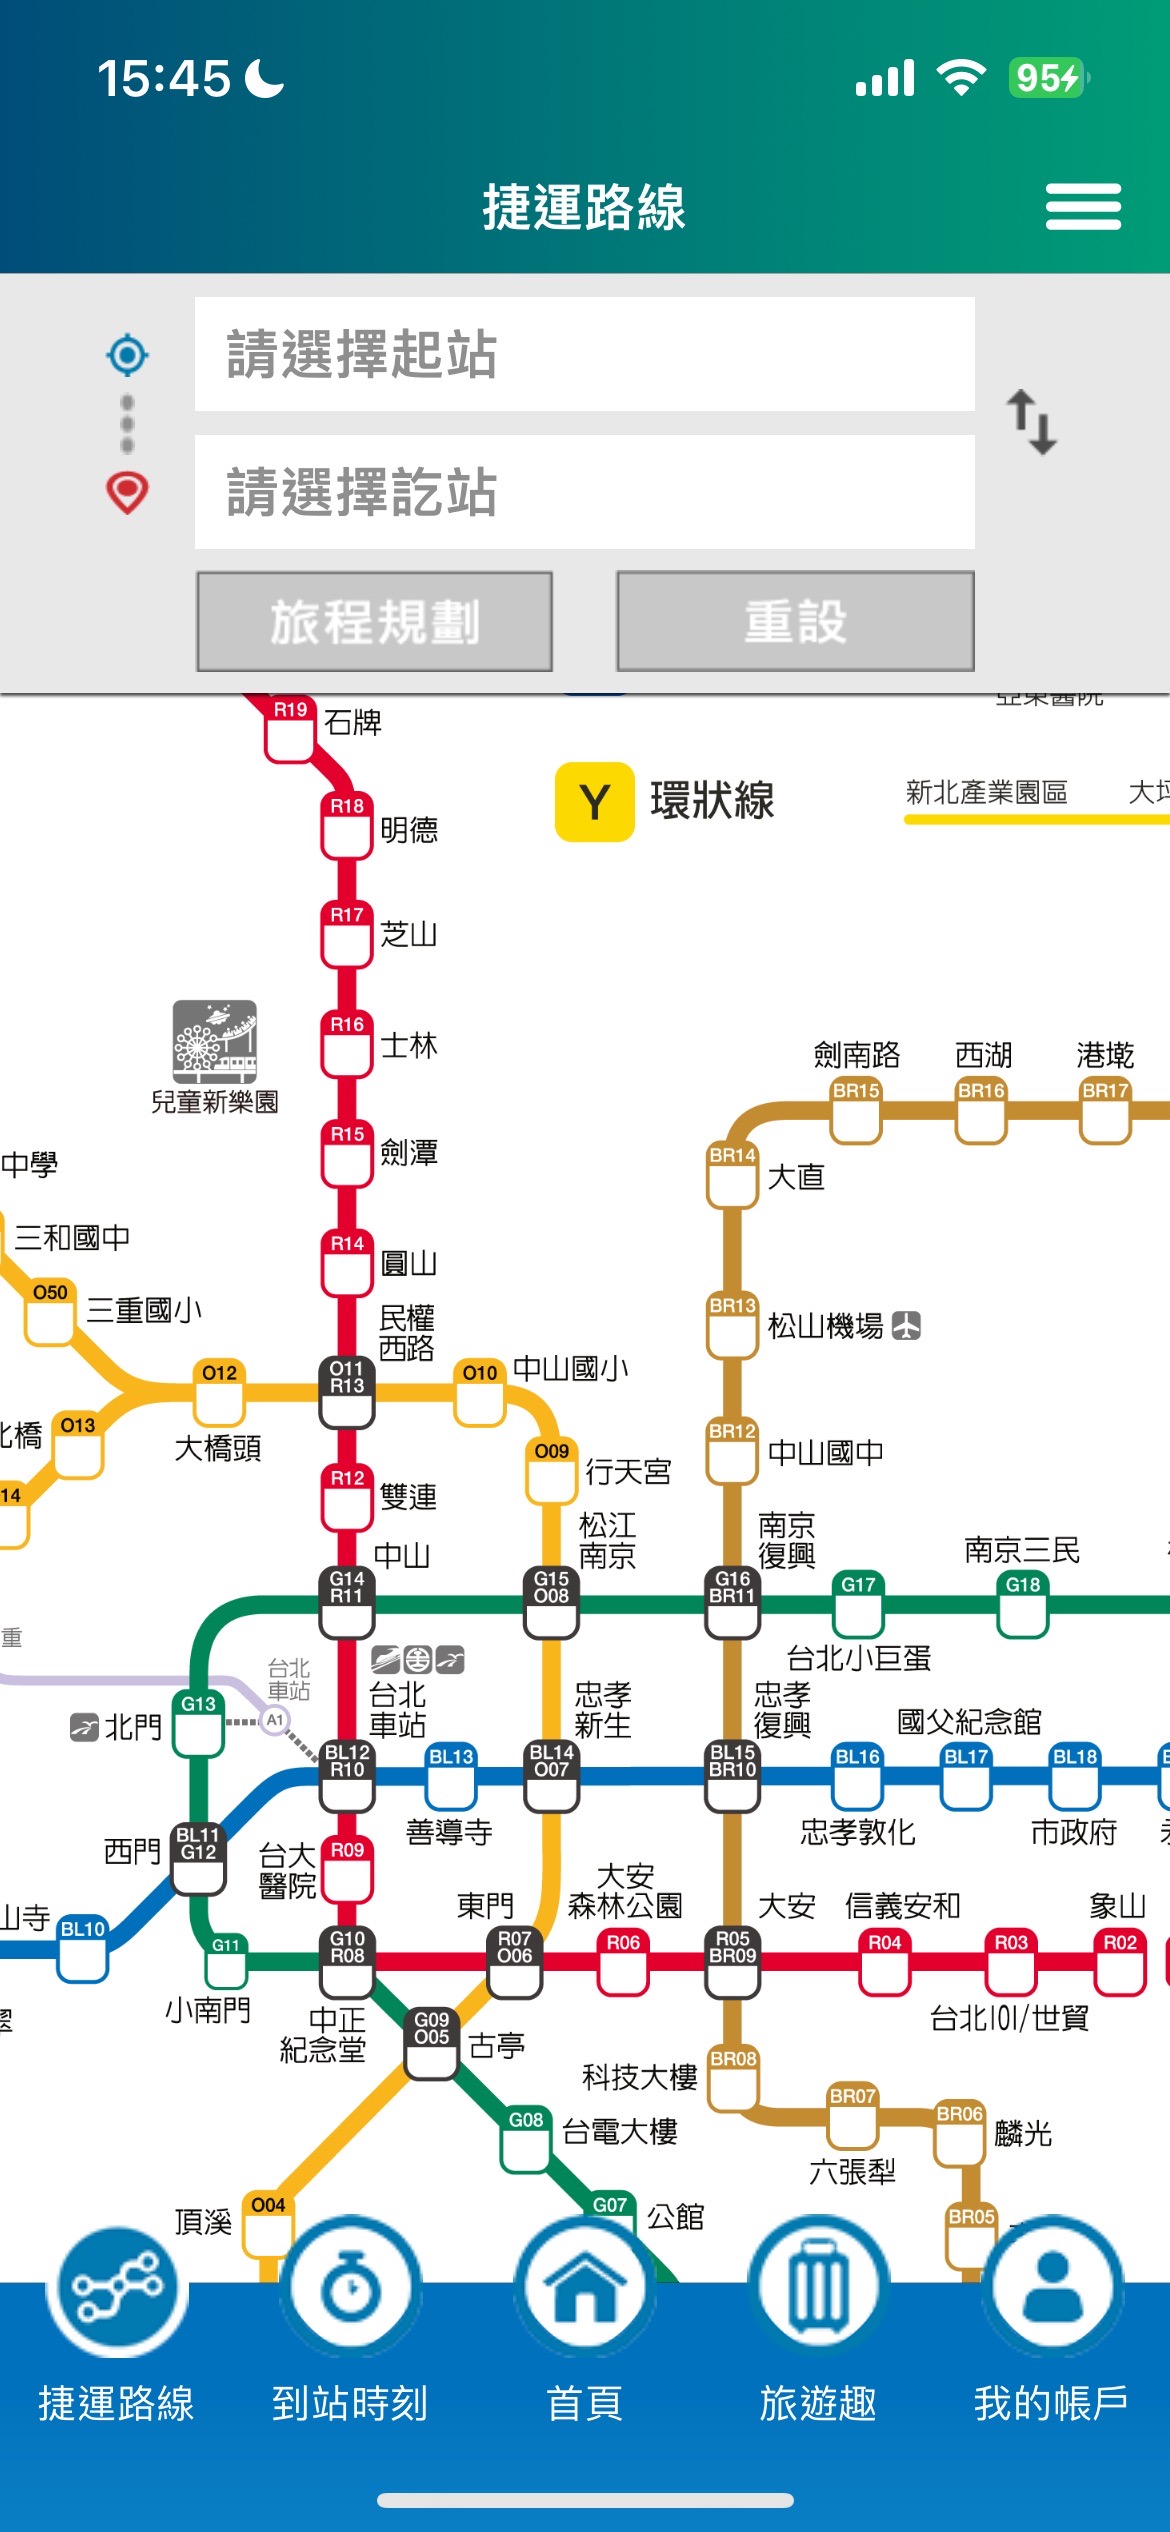 15:45
95
捷運路線
請選擇起站
請選擇訖站
旅程規劃
重設
亞東醫院
R19
石牌
Y
環狀線
新北產業園區
R18
明德
R17
芝山
R16
士林
兒童新樂園
R15
劍潭
R14
圓山
劍南路
西湖
港墘
BR15
BR16
BR17
BR14
大直
中學
三和國中
O50
三重國小
民權
西路
BR13
松山機場
O12
O11
R13
O10
中山國小
大橋頭
O13
北橋
O09
行天宮
BR12
中山國中
14
R12
雙連
松江
南京
南京
復興
南京三民
中山
G14
R11
G15
O08
G16
BR11
G17
G18
台北小巨蛋
重
台北
車站
台北
車站
忠孝
新生
忠孝
復興
國父紀念館
G13
北門
A1
BL12
R10
BL13
BL14
O07
BL15
BR10
BL16
BL17
BL18
善導寺
忠孝敦化
市政府
西門
BL11
G12
台大
醫院
R09
大安
森林公園
東門
大安
信義安和
象山
山寺
BL10
G11
G10
R08
R07
O06
R06
R05
BR09
R04
R03
R02
小南門
中正
紀念堂
台北101/世貿
G09
O05
古亭
科技大樓
BR08
BR07
BR06
麟光
六張犁
G08
台電大樓
頂溪
O04
G07
公館
BR05
捷運路線
到站時刻
首頁
旅遊趣
我的帳戶